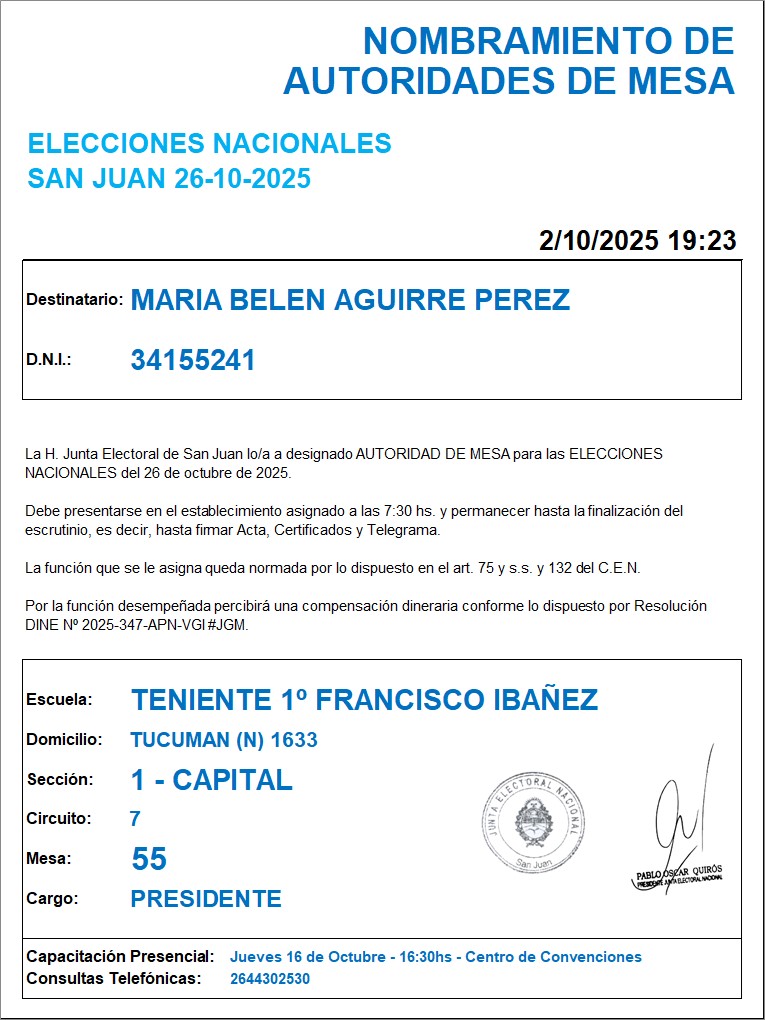 NOMBRAMIENTO DE
AUTORIDADES DE MESA
ELECCIONES NACIONALES
SAN JUAN 26-10-2025
2/10/2025 19:23
Destinatario: MARIA BELEN AGUIRRE PEREZ
D.N.I.: 34155241
La H. Junta Electoral de San Juan lo/a a designado AUTORIDAD DE MESA para las ELECCIONES
NACIONALES del 26 de octubre de 2025.
Debe presentarse en el establecimiento asignado a las 7:30 hs. y permanecer hasta la finalización del
escrutinio, es decir, hasta firmar Acta, Certificados y Telegrama.
La función que se le asigna queda normada por lo dispuesto en el art. 75 y s.s. y 132 del C.E.N.
Por la función desempeñada percibirá una compensación dineraria conforme lo dispuesto por Resolución
DINE Nº 2025-347-APN-VGI#JGM.
Escuela: TENIENTE 1º FRANCISCO IBAÑEZ
Domicilio: TUCUMAN (N) 1633
Sección: 1 - CAPITAL
Circuito: 7
Mesa: 55
Cargo: PRESIDENTE
JUNTA ELECTORAL NACIONAL
San Juan
PABLO OSCAR QUIRÓS
PRESIDENTE JUNTA ELECTORAL NACIONAL
Capacitación Presencial: Jueves 16 de Octubre - 16:30hs - Centro de Convenciones
Consultas Telefónicas: 2644302530